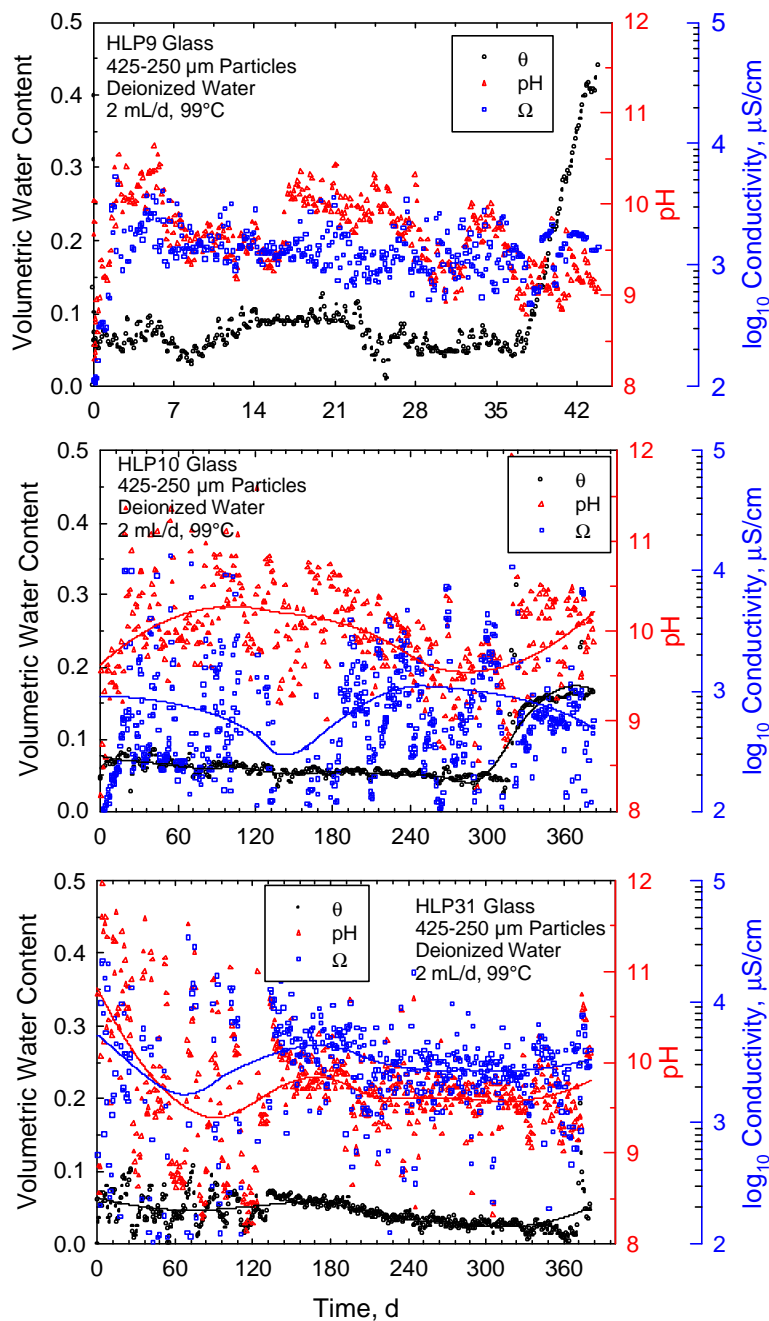 HLP9 Glass
425-250 µm Particles
Deionized Water
2 mL/d, 99°C
θ
pH
Ω
Volumetric Water Content
0.5
0.4
0.3
0.2
0.1
0.0
0 7 14 21 28 35 42
12
11
10
9
8
pH
5
4
3
2
log10 Conductivity, µS/cm
HLP10 Glass
425-250 µm Particles
Deionized Water
2 mL/d, 99°C
θ
pH
Ω
Volumetric Water Content
0.5
0.4
0.3
0.2
0.1
0.0
0 60 120 180 240 300 360
12
11
10
9
8
pH
5
4
3
2
log10 Conductivity, µS/cm
θ
pH
Ω
HLP31 Glass
425-250 µm Particles
Deionized Water
2 mL/d, 99°C
Volumetric Water Content
0.5
0.4
0.3
0.2
0.1
0.0
0 60 120 180 240 300 360
12
11
10
9
8
pH
5
4
3
2
log10 Conductivity, µS/cm
Time, d